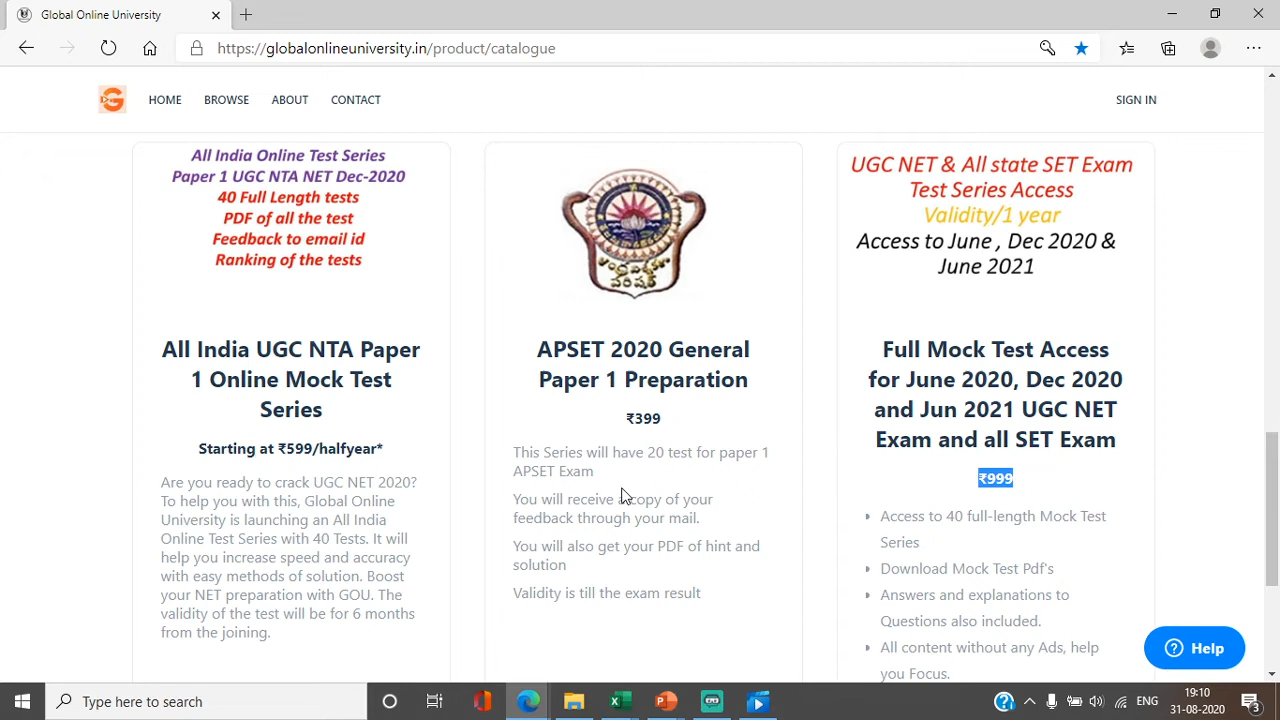 Global Online University
https://globalonlineuniversity.in/product/catalogue
G
HOME BROWSE ABOUT CONTACT SIGN IN
All India Online Test Series
Paper 1 UGC NTA NET Dec-2020
40 Full Length tests
PDF of all the test
Feedback to email id
Ranking of the tests
All India UGC NTA Paper
1 Online Mock Test
Series
Starting at ₹599/halfyear*
Are you ready to crack UGC NET 2020?
To help you with this, Global Online
University is launching an All India
Online Test Series with 40 Tests. It will
help you increase speed and accuracy
with easy methods of solution. Boost
your NET preparation with GOU. The
validity of the test will be for 6 months
from the joining.
APSET 2020 General
Paper 1 Preparation
₹399
This Series will have 20 test for paper 1
APSET Exam
You will receive a copy of your
feedback through your mail.
You will also get your PDF of hint and
solution
Validity is till the exam result
UGC NET & All state SET Exam
Test Series Access
Validity/1 year
Access to June , Dec 2020 &
June 2021
Full Mock Test Access
for June 2020, Dec 2020
and Jun 2021 UGC NET
Exam and all SET Exam
₹999
Access to 40 full-length Mock Test
Series
Download Mock Test Pdf's
Answers and explanations to
Questions also included.
All content without any Ads, help
you Focus.
Help
Type here to search
ENG
19:10
31-08-2020
3